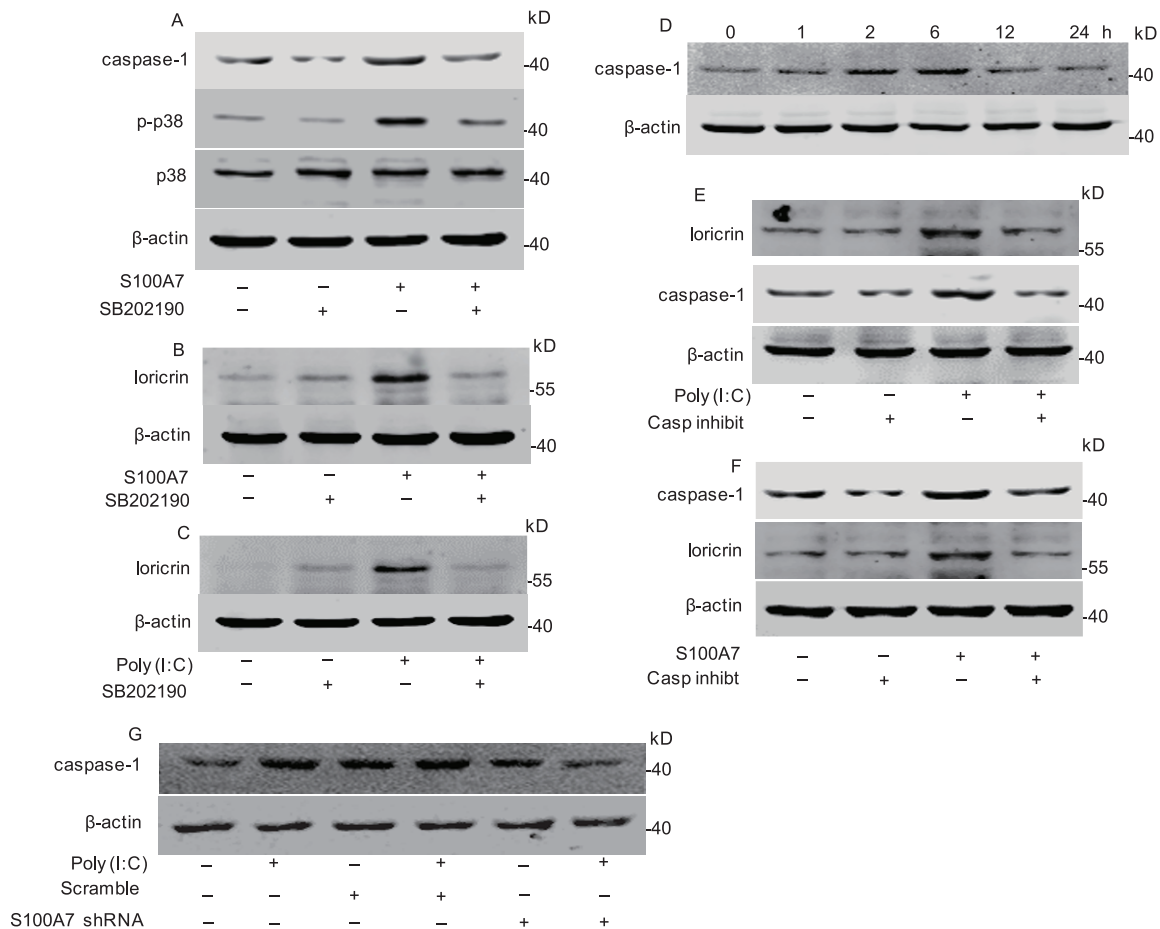 A
kD
caspase-1
-40
p-p38
-40
p38
-40
β-actin
-40
S100A7 – – + +
SB202190 – + – +
B
kD
loricrin
-55
β-actin
-40
S100A7 – – + +
SB202190 – + – +
C
kD
loricrin
-55
β-actin
-40
Poly (I:C) – – + +
SB202190 – + – +
D 0 1 2 6 12 24 h kD
caspase-1
-40
β-actin
-40
E
kD
loricrin
-55
caspase-1
-40
β-actin
-40
Poly (I:C) – – + +
Casp inhibit – + – +
F
kD
caspase-1
-40
loricrin
-55
β-actin
-40
S100A7 – – + +
Casp inhibt – + – +
G
kD
caspase-1
-40
β-actin
-40
Poly (I:C) – + – + – +
Scramble – – + + – –
S100A7 shRNA – – – – + +